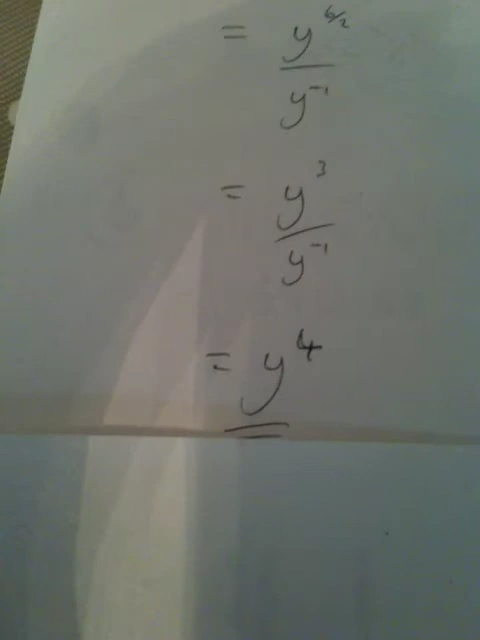 = y^{6/2} / y^{-1}
= y^3 / y^{-1}
= y^4